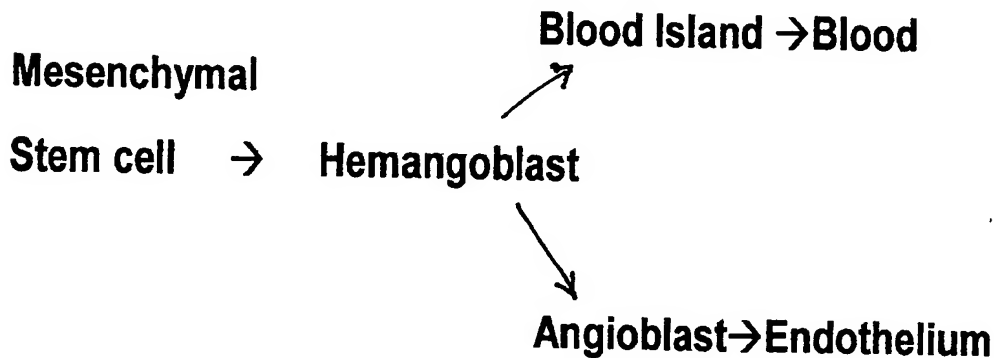 Blood Island →Blood
Mesenchymal
Stem cell → Hemangoblast
Angioblast→Endothelium